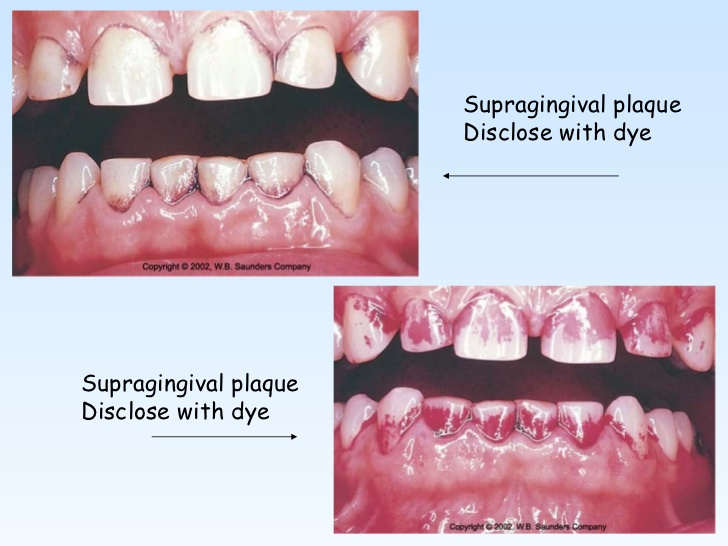 Supragingival plaque
Disclose with dye
Copyright © 2002, W.B. Saunders Company
Supragingival plaque
Disclose with dye
Copyright © 2002, W.B. Saunders Company